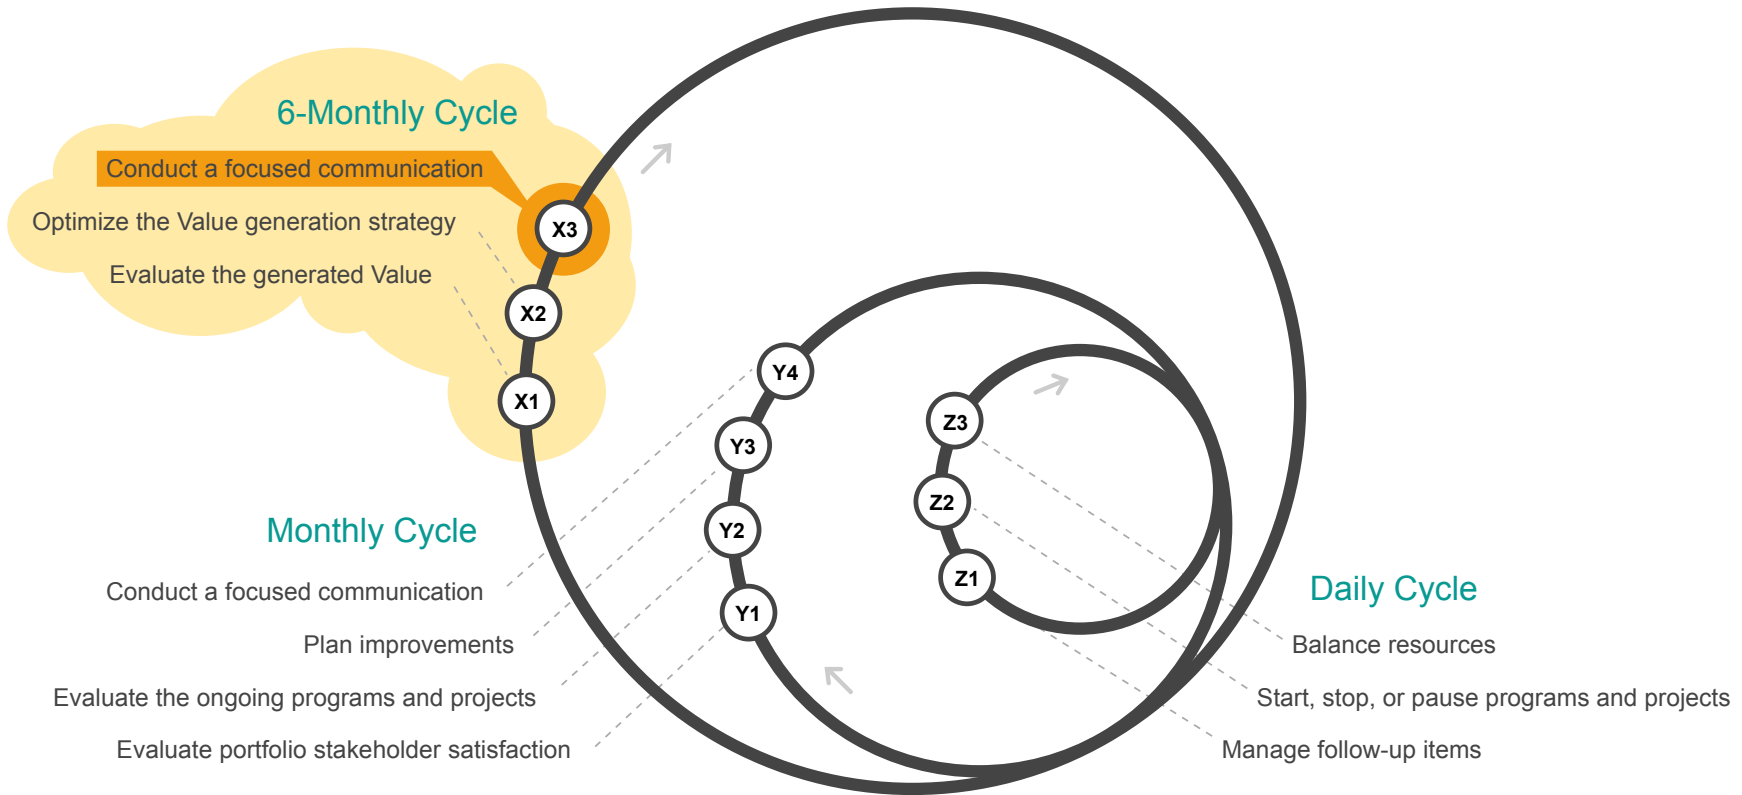 6-Monthly Cycle
Conduct a focused communication
Optimize the Value generation strategy
Evaluate the generated Value
X3
X2
X1
Y4
Y3
Y2
Y1
Z3
Z2
Z1
Monthly Cycle
Conduct a focused communication
Plan improvements
Evaluate the ongoing programs and projects
Evaluate portfolio stakeholder satisfaction
Daily Cycle
Balance resources
Start, stop, or pause programs and projects
Manage follow-up items